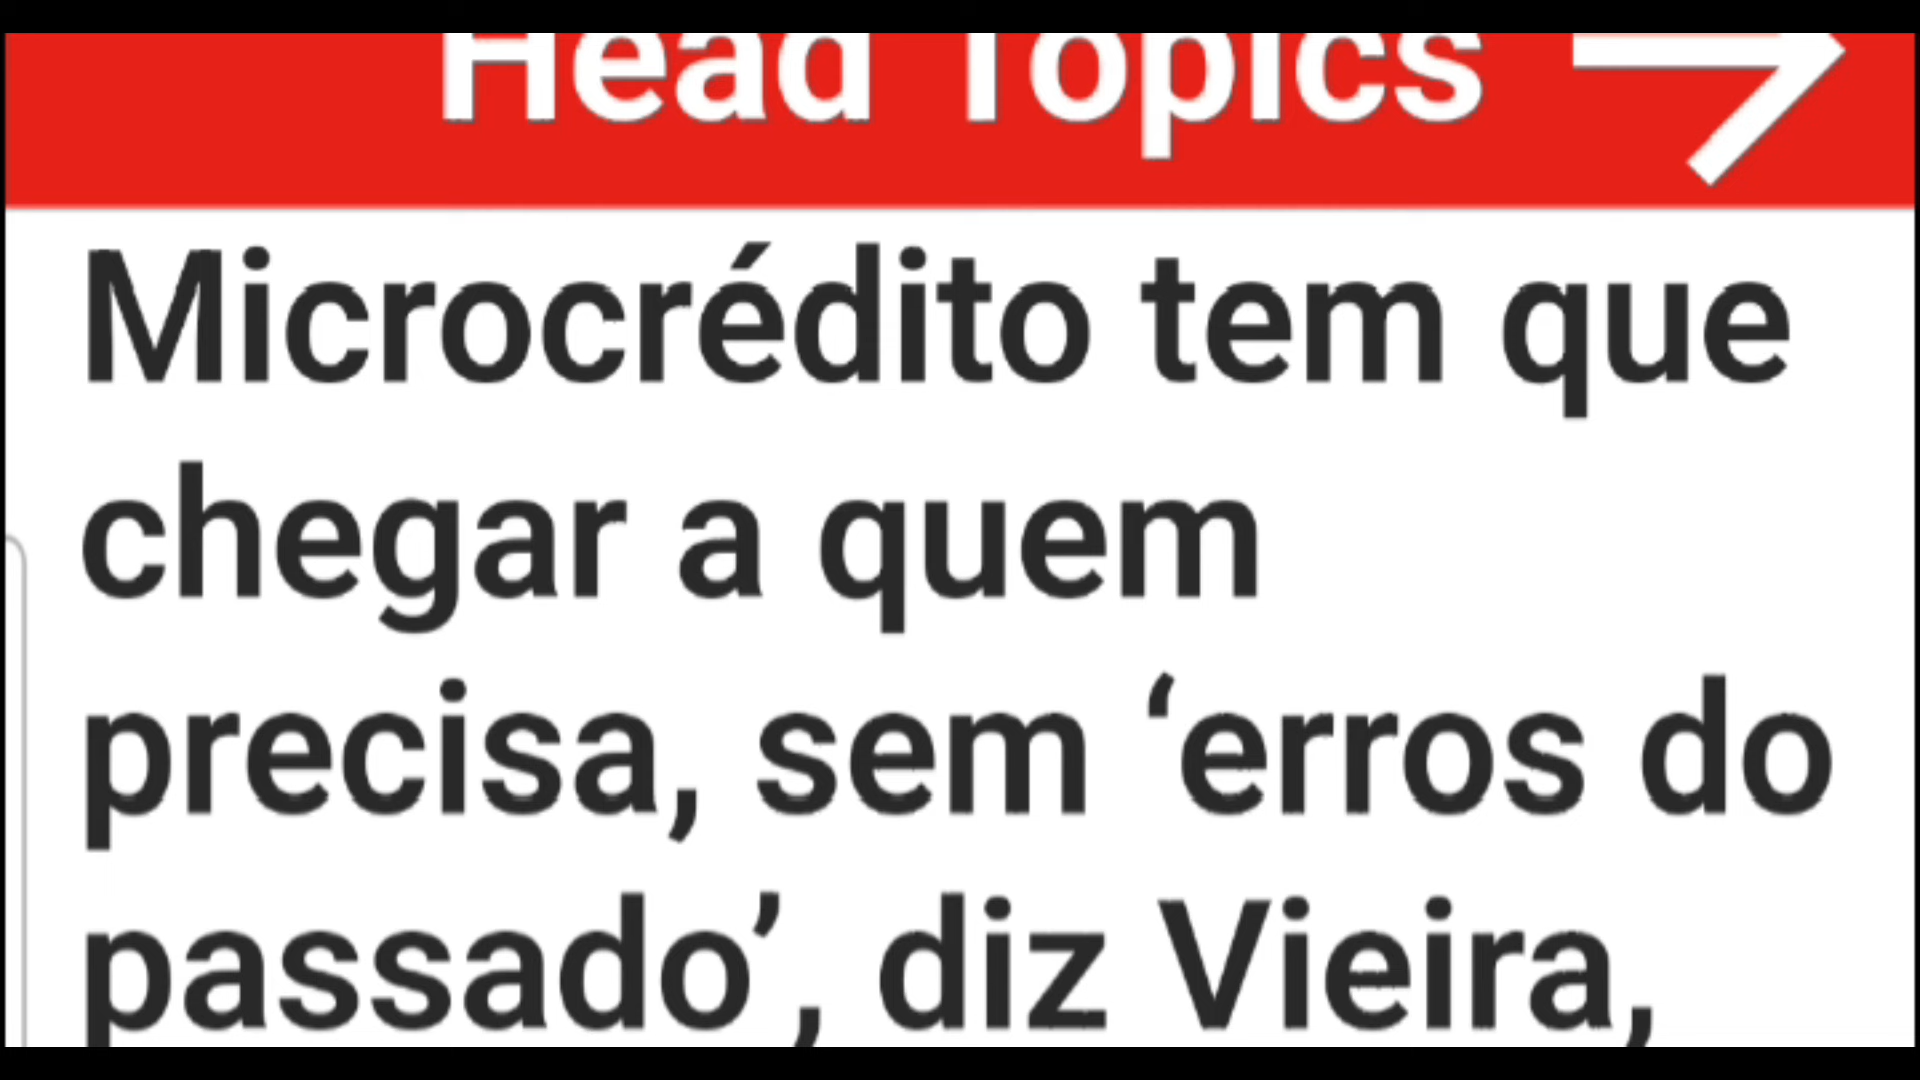 Head Topics
Microcrédito tem que
chegar a quem
precisa, sem ‘erros do
passado’, diz Vieira,